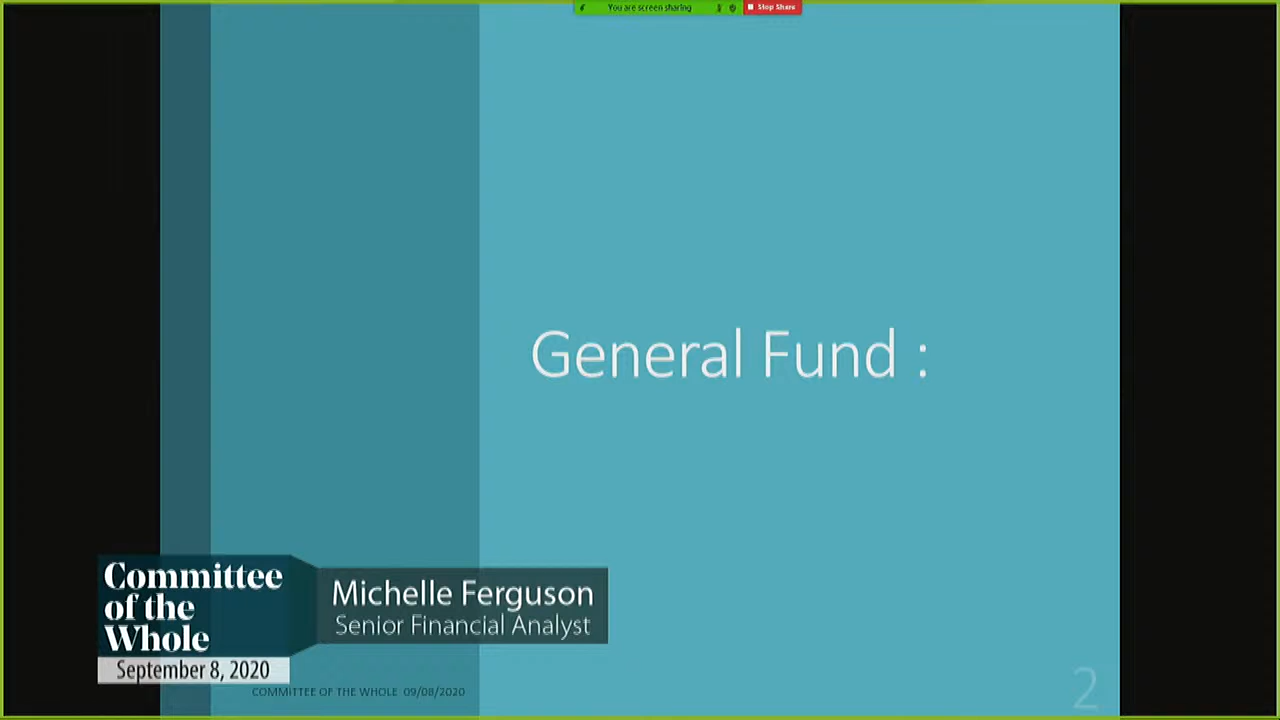 You are screen sharing
Stop Share
General Fund :
Committee
of the
Whole
September 8, 2020
Michelle Ferguson
Senior Financial Analyst
COMMITTEE OF THE WHOLE 09/08/2020
2